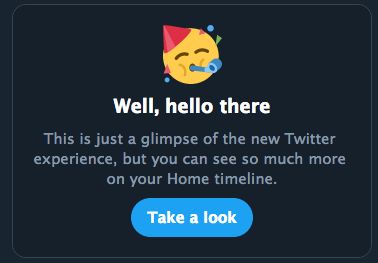 Well, hello there
This is just a glimpse of the new Twitter
experience, but you can see so much more
on your Home timeline.
Take a look